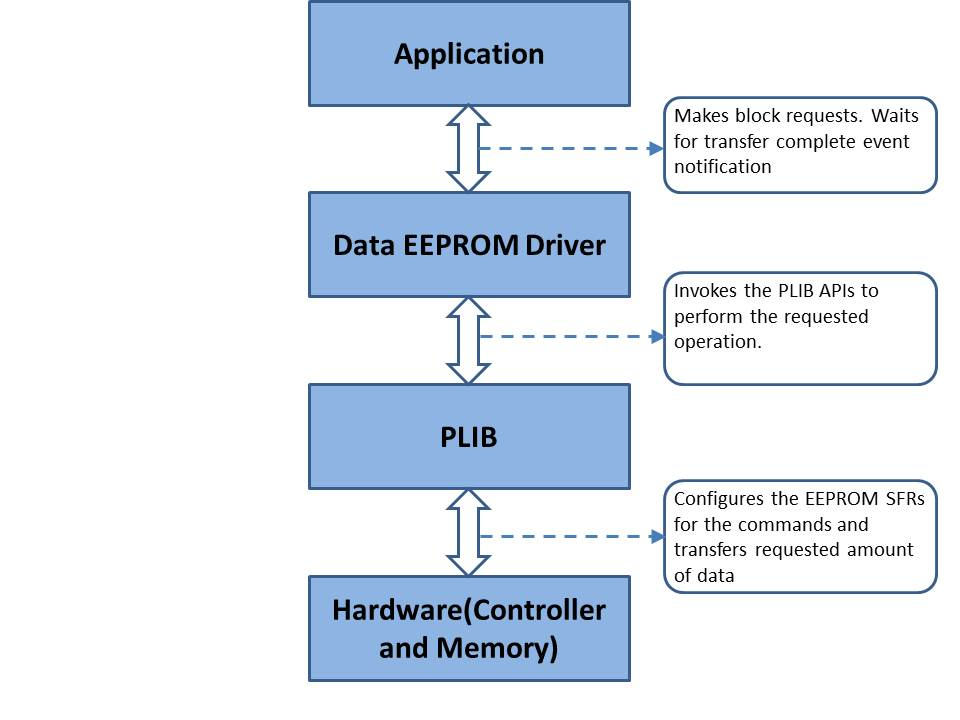 Application
Makes block requests. Waits
for transfer complete event
notification
Data EEPROM Driver
Invokes the PLIB APIs to
perform the requested
operation.
PLIB
Configures the EEPROM SFRs
for the commands and
transfers requested amount
of data
Hardware(Controller
and Memory)